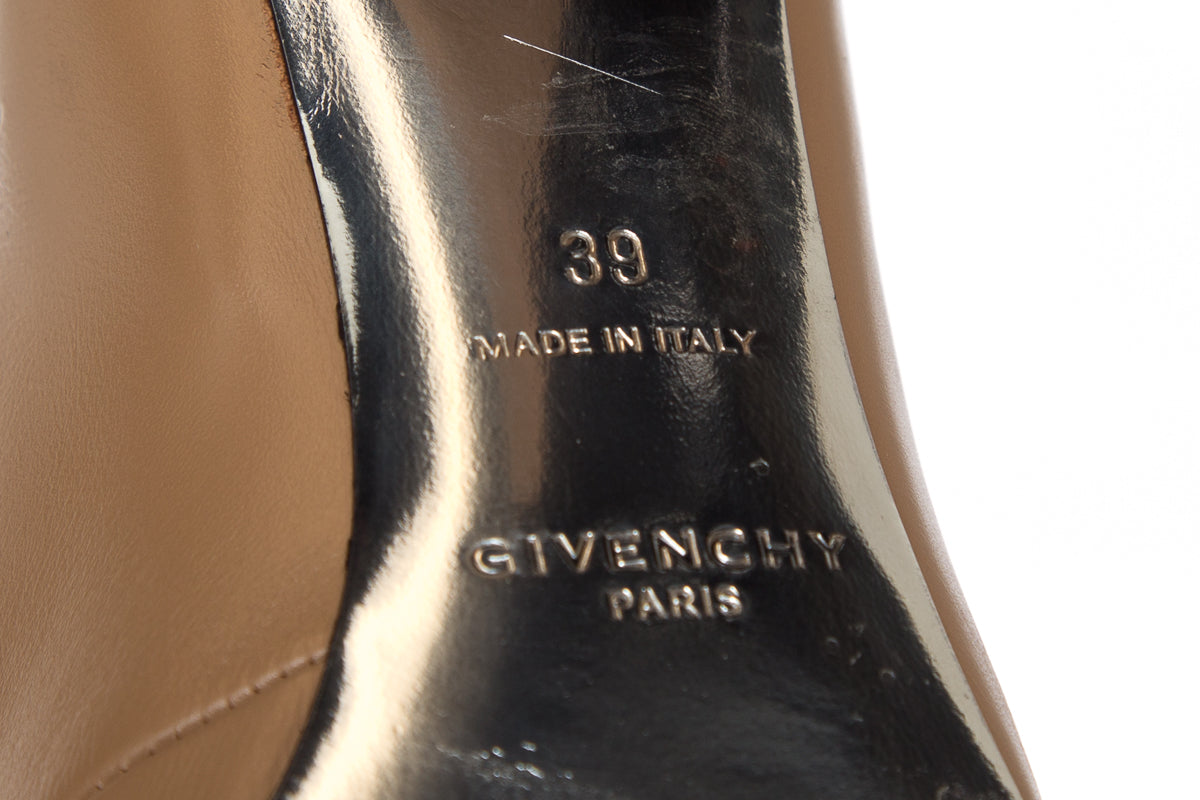 39
MADE IN ITALY
GIVENCHY
PARIS